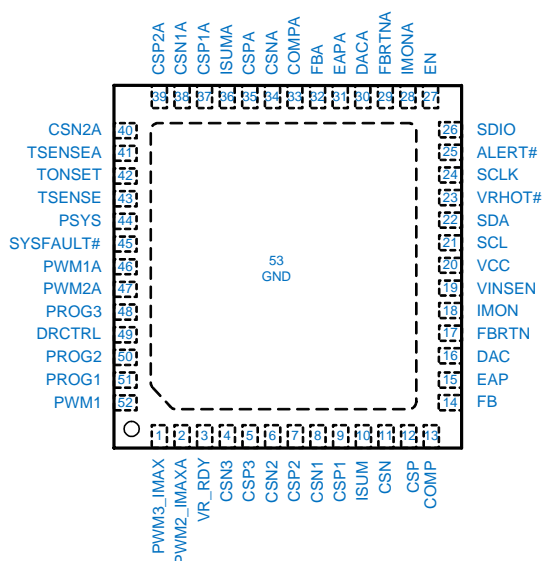 CSP2A
CSN1A
CSP1A
ISUMA
CSPA
CSNA
COMPA
FBA
EAPA
DACA
FBRTNA
IMONA
EN
39 38 37 36 35 34 33 32 31 30 29 28 27
CSN2A 40
TSENSEA 41
TONSET 42
TSENSE 43
PSYS 44
SYSFAULT# 45
PWM1A 46
PWM2A 47
PROG3 48
DRCTRL 49
PROG2 50
PROG1 51
PWM1 52
53
GND
26 SDIO
25 ALERT#
24 SCLK
23 VRHOT#
22 SDA
21 SCL
20 VCC
19 VINSEN
18 IMON
17 FBRTN
16 DAC
15 EAP
14 FB
1 2 3 4 5 6 7 8 9 10 11 12 13
PWM3_IMAX
PWM2_IMAXA
VR_RDY
CSN3
CSP3
CSN2
CSP2
CSN1
CSP1
ISUM
CSN
CSP
COMP